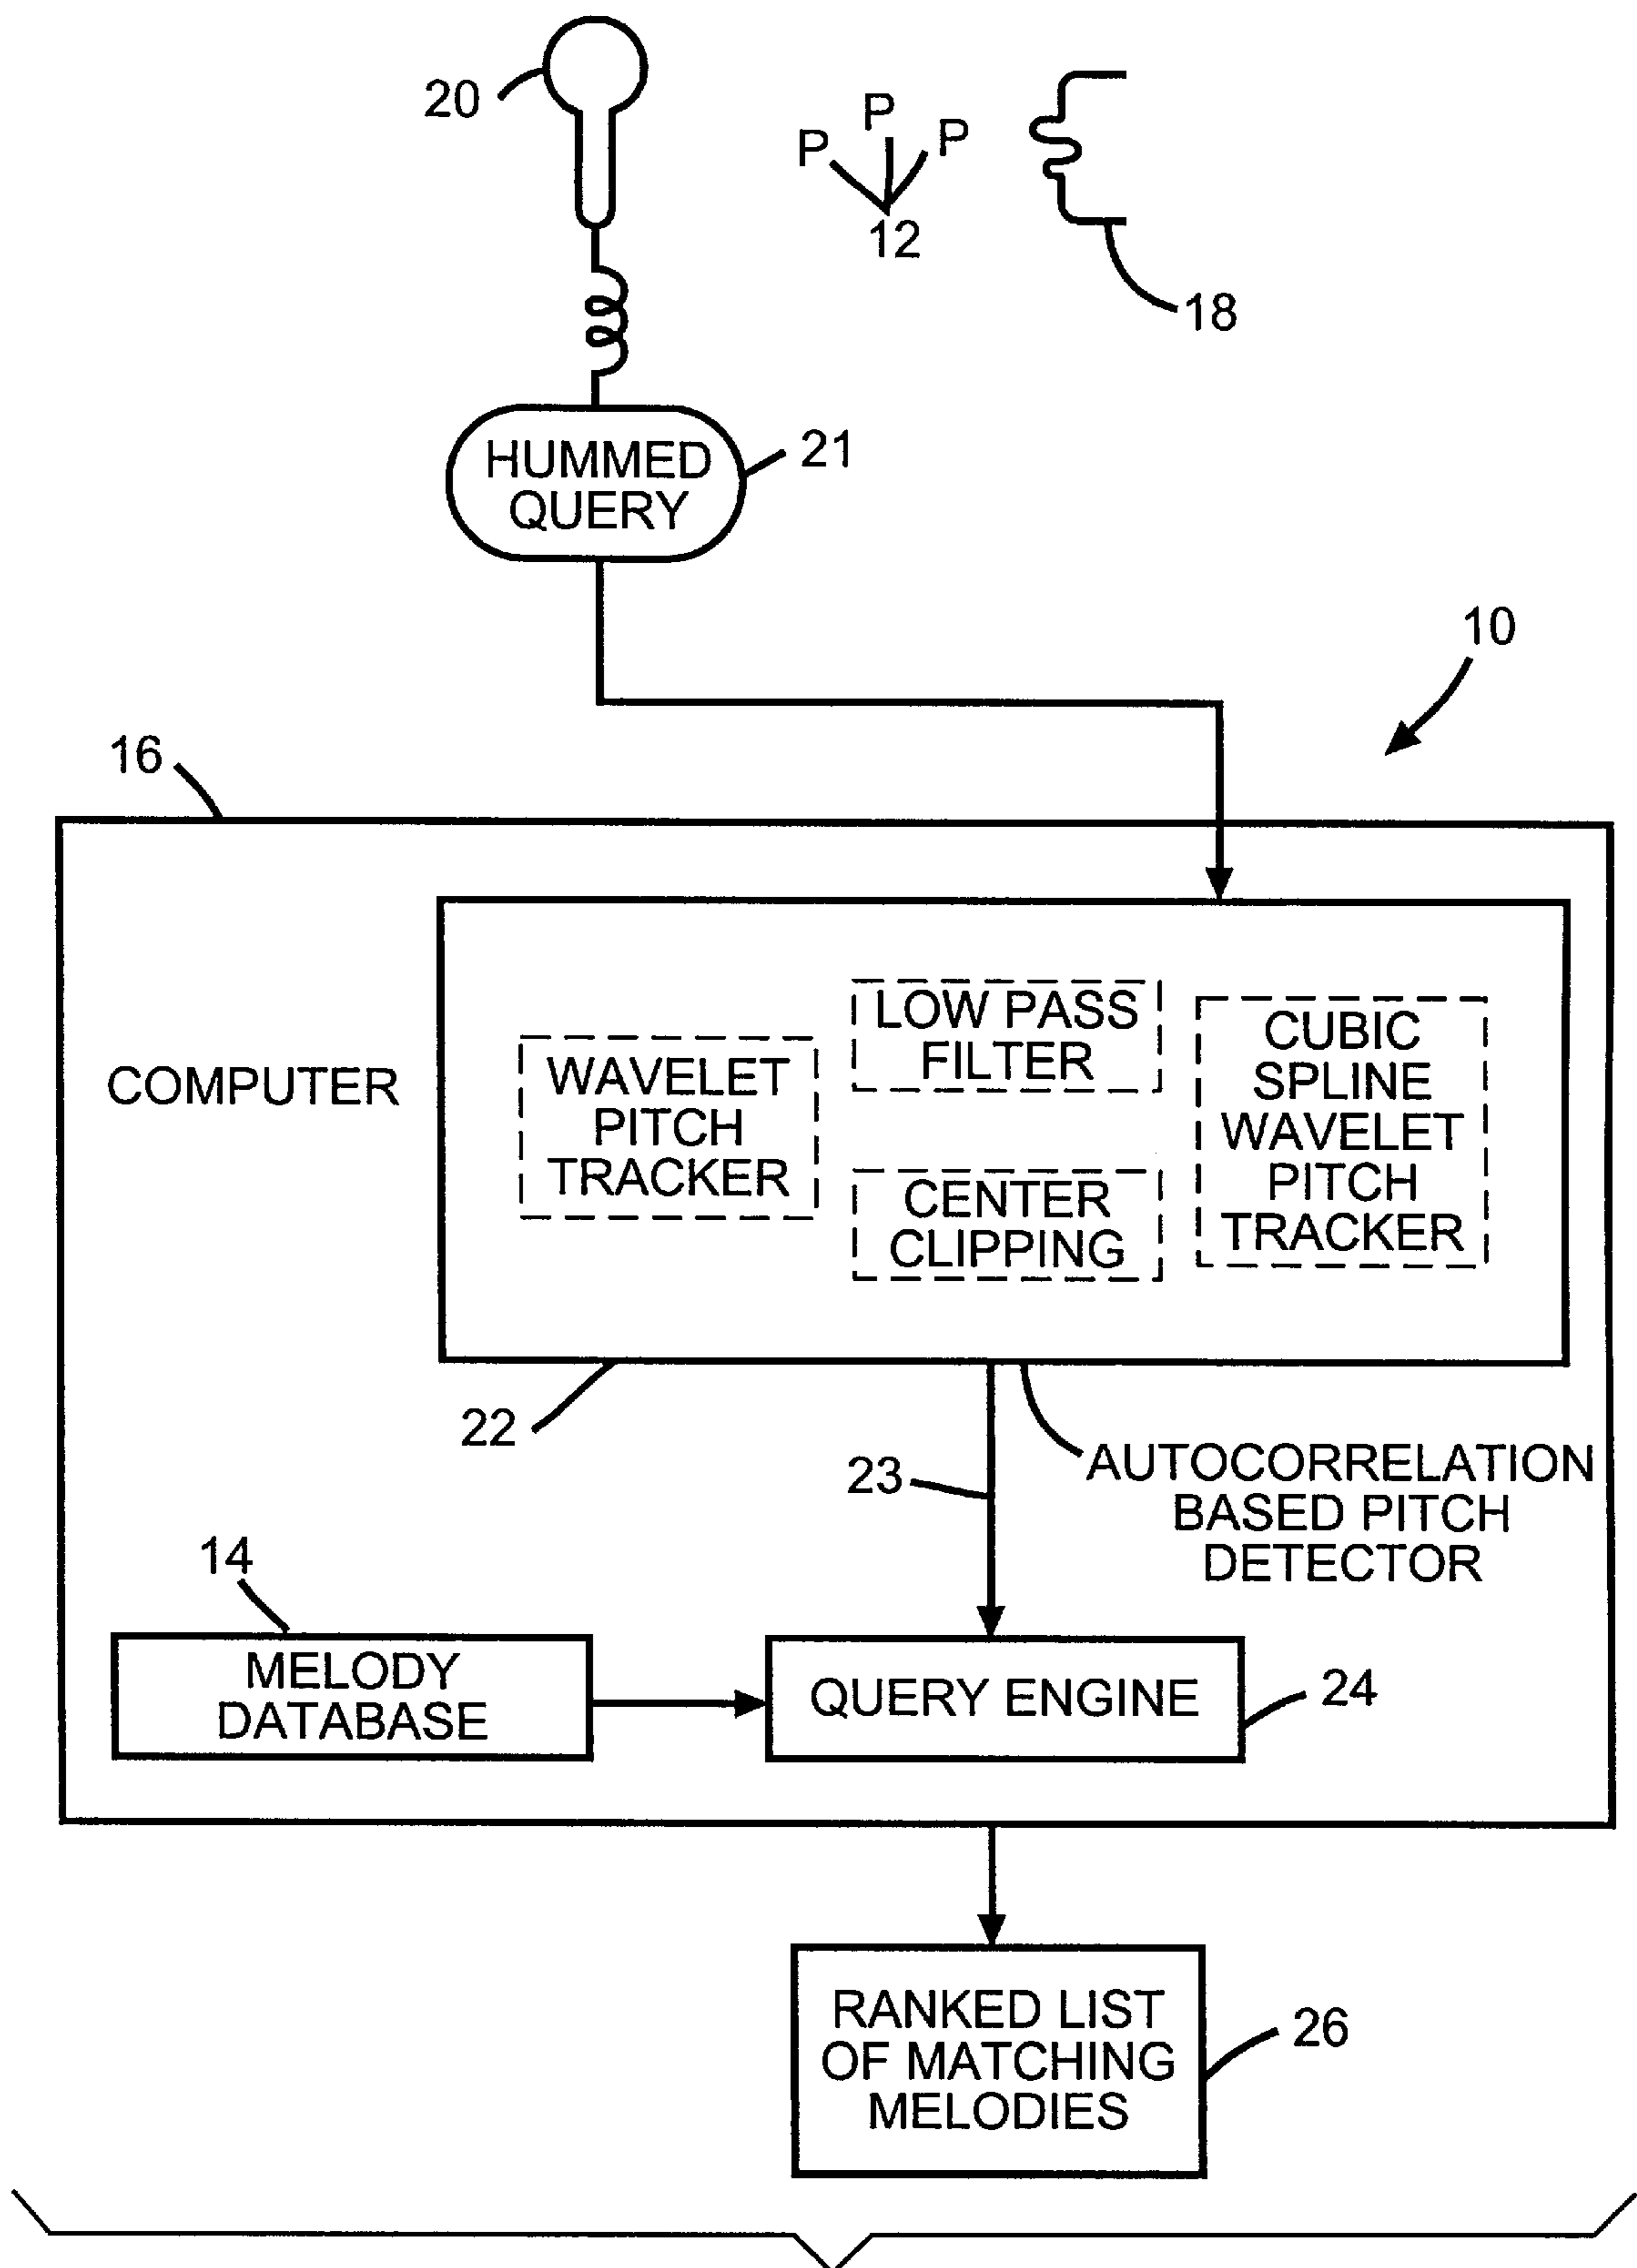 20
P
P
P
12
18
HUMMED
QUERY
21
10
16
COMPUTER
WAVELET
PITCH
TRACKER
LOW PASS
FILTER
CENTER
CLIPPING
CUBIC
SPLINE
WAVELET
PITCH
TRACKER
22
23
AUTOCORRELATION
BASED PITCH
DETECTOR
14
MELODY
DATABASE
QUERY ENGINE
24
RANKED LIST
OF MATCHING
MELODIES
26